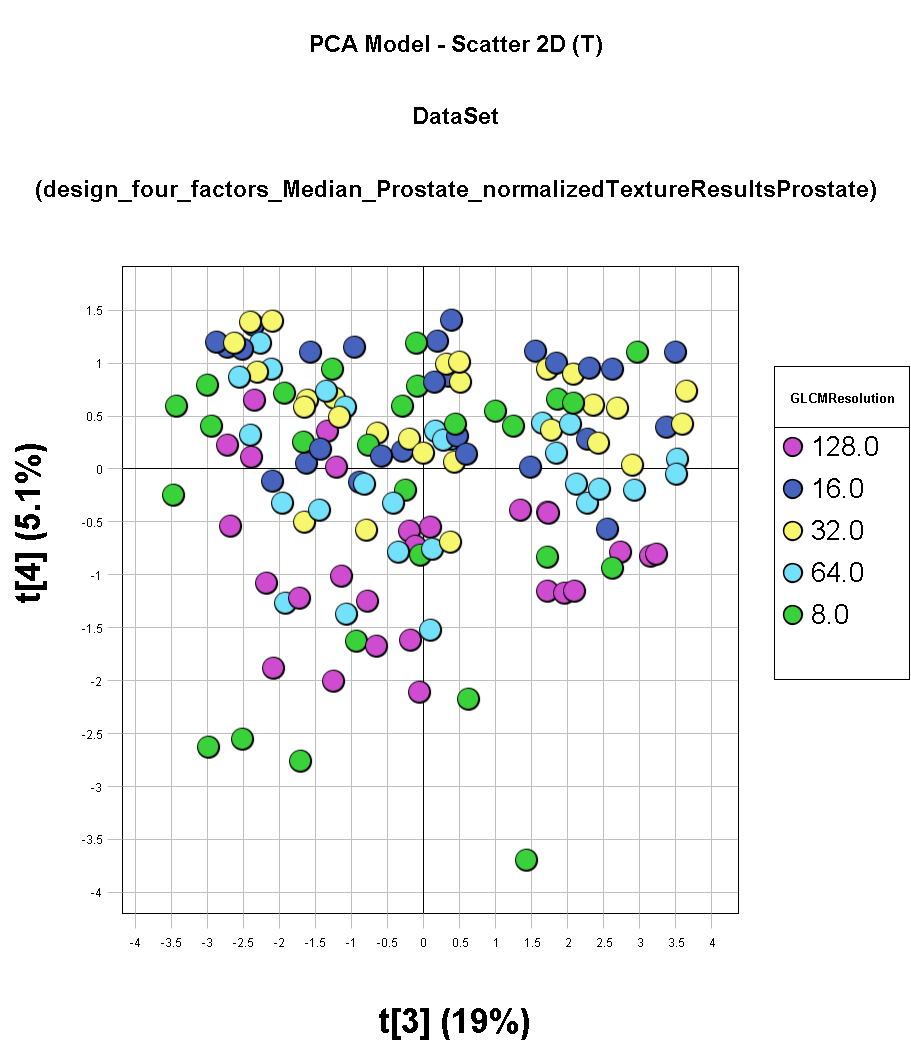 PCA Model - Scatter 2D (T)
DataSet
(design_four_factors_Median_Prostate_normalizedTextureResultsProstate)
t[4] (5.1%)
1.5
1
0.5
0
-0.5
-1
-1.5
-2
-2.5
-3
-3.5
-4
-4 -3.5 -3 -2.5 -2 -1.5 -1 -0.5 0 0.5 1 1.5 2 2.5 3 3.5 4
t[3] (19%)
GLCMResolution
128.0
16.0
32.0
64.0
8.0